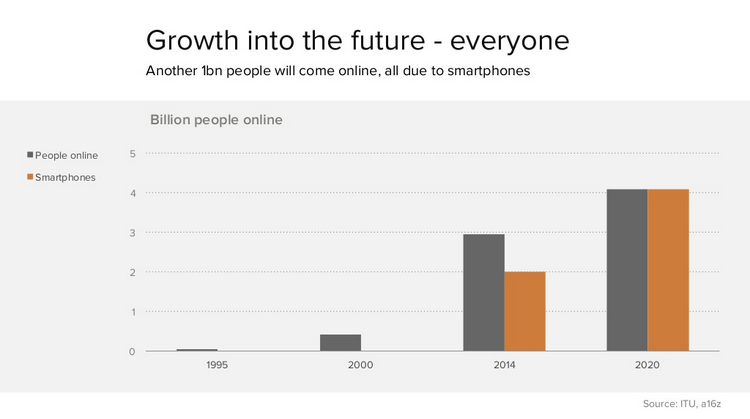 Growth into the future - everyone
Another 1bn people will come online, all due to smartphones
Billion people online
People online
Smartphones
5
4
3
2
1
0
1995
2000
2014
2020
Source: ITU, a16z